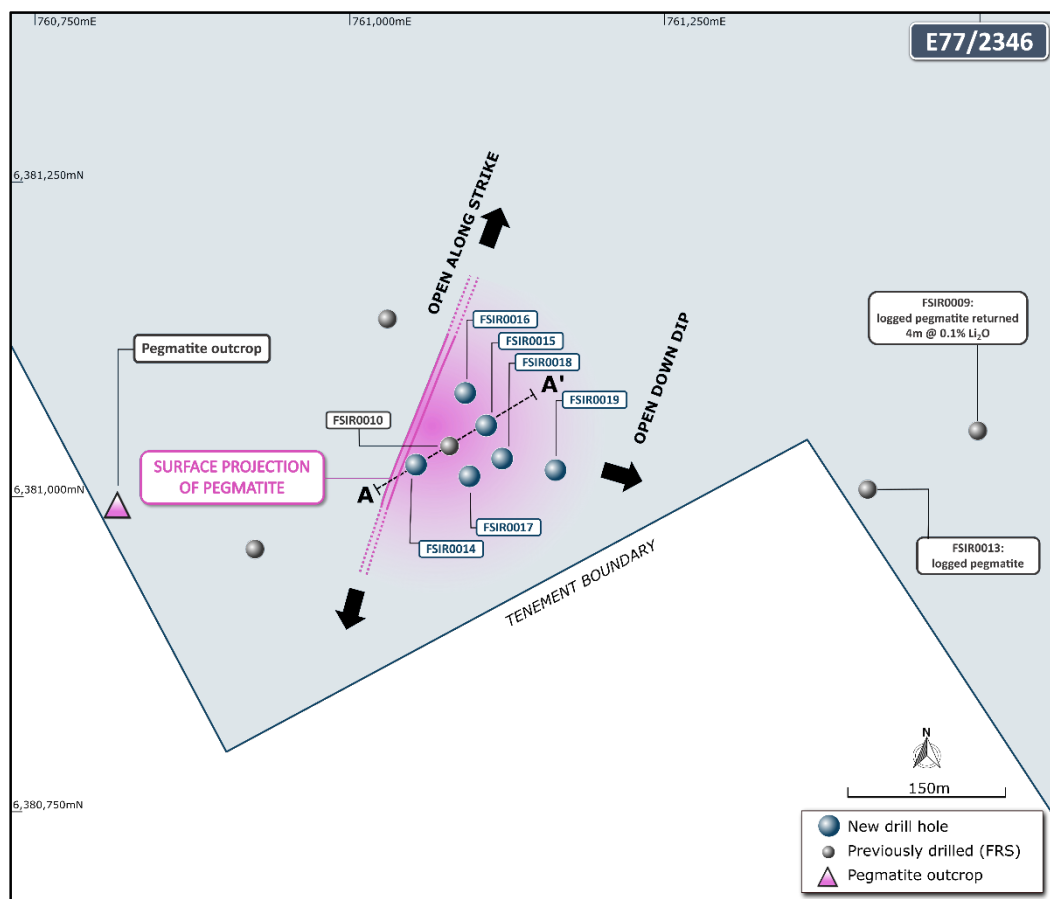 760,750mE
761,000mE
761,250mE
E77/2346
6,381,250mN
OPEN ALONG STRIKE
FSIR0009:
logged pegmatite returned
4m @ 0.1% Li₂O
FSIR0016
FSIR0015
Pegmatite outcrop
FSIR0018
A'
FSIR0019
OPEN DOWN DIP
FSIR0010
SURFACE PROJECTION
OF PEGMATITE
A
6,381,000mN
FSIR0017
FSIR0014
FSIR0013:
logged pegmatite
TENEMENT BOUNDARY
N
150m
6,380,750mN
New drill hole
Previously drilled (FRS)
Pegmatite outcrop